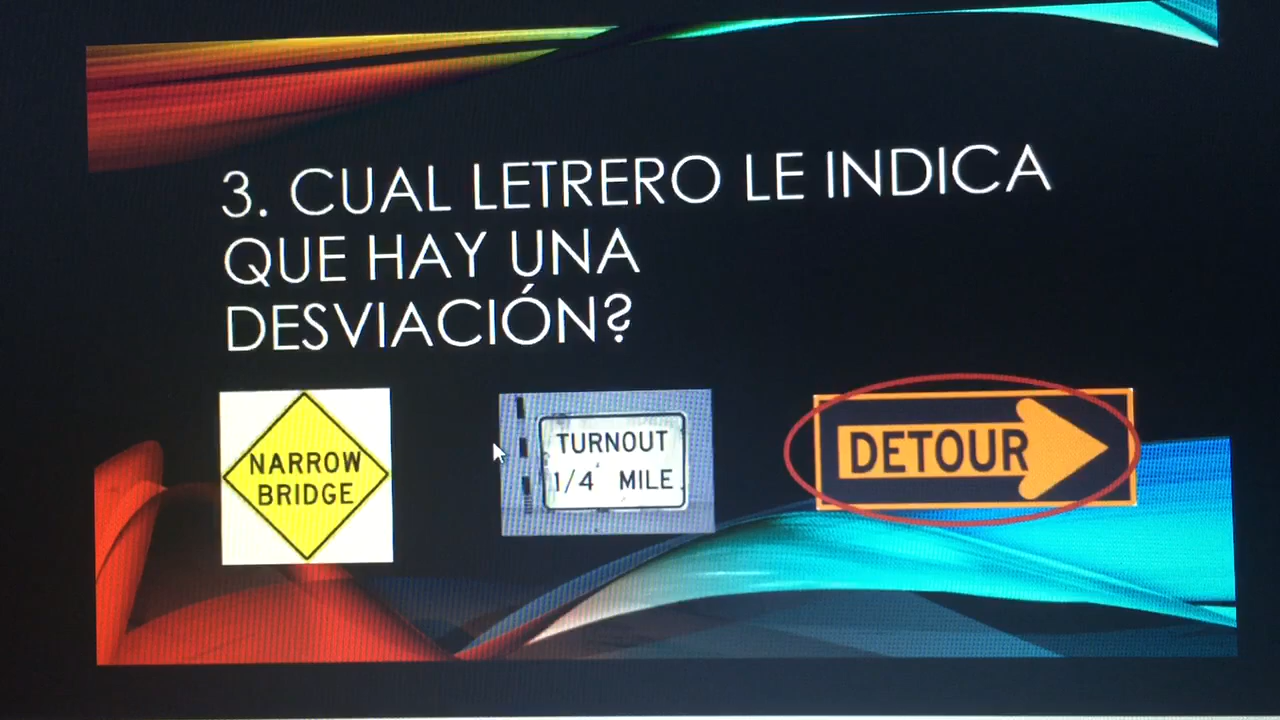 3. CUAL LETRERO LE INDICA
QUE HAY UNA
DESVIACIÓN?
NARROW
BRIDGE
TURNOUT
1/4 MILE
DETOUR